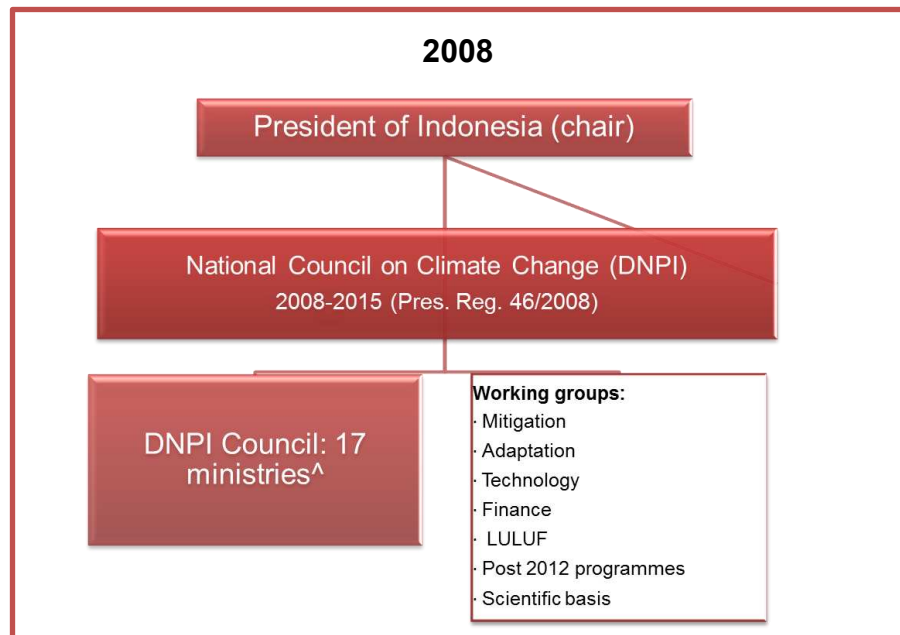 2008
President of Indonesia (chair)
National Council on Climate Change (DNPI)
2008-2015 (Pres. Reg. 46/2008)
DNPI Council: 17
ministries^
Working groups:
· Mitigation
· Adaptation
· Technology
· Finance
· LULUF
· Post 2012 programmes
· Scientific basis